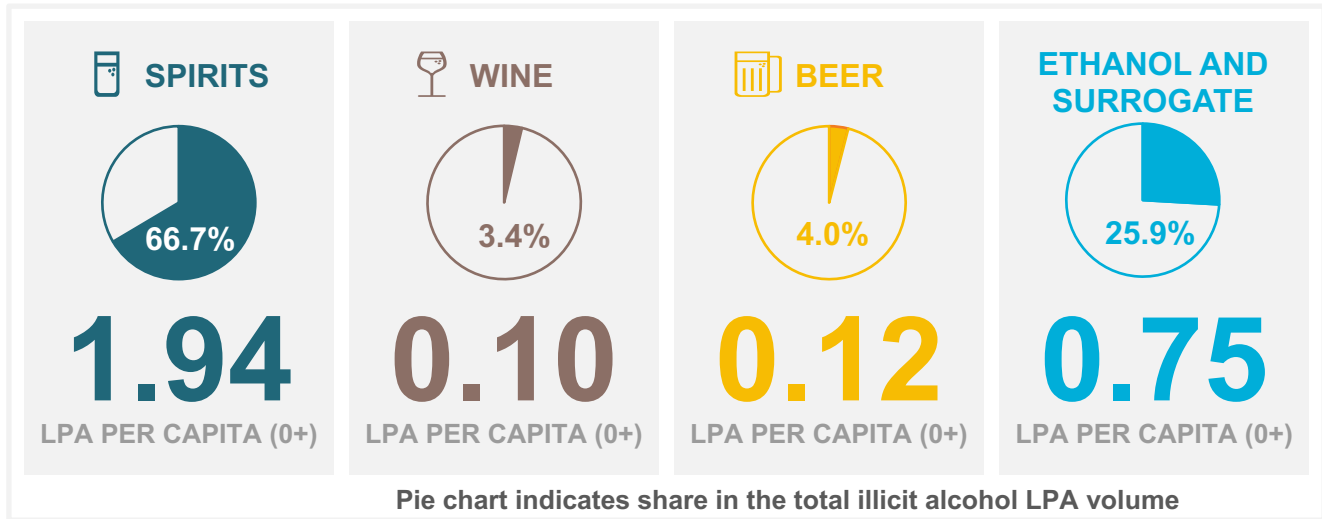 SPIRITS
66.7%
1.94
LPA PER CAPITA (0+)
WINE
3.4%
0.10
LPA PER CAPITA (0+)
BEER
4.0%
0.12
LPA PER CAPITA (0+)
ETHANOL AND
SURROGATE
25.9%
0.75
LPA PER CAPITA (0+)
Pie chart indicates share in the total illicit alcohol LPA volume